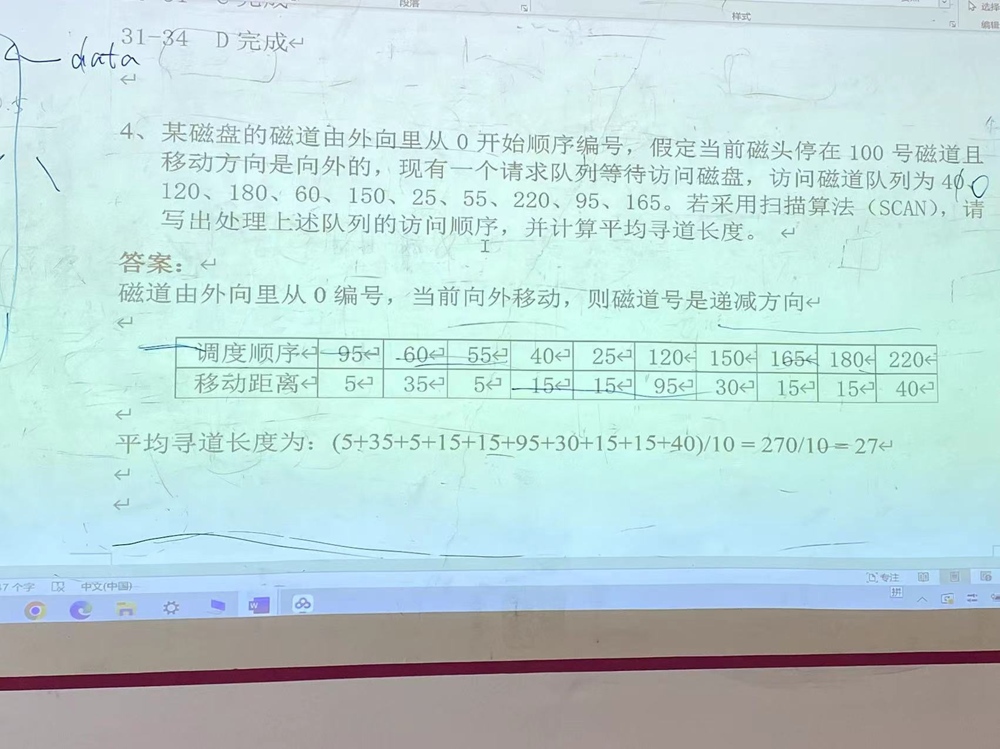 段落
样式
选择
编辑
31-34 D 完成↵
data
↵
4、某磁盘的磁道由外向里从 0 开始顺序编号，假定当前磁头停在 100 号磁道且
移动方向是向外的，现有一个请求队列等待访问磁盘，访问磁道队列为 40、
120、180、60、150、25、55、220、95、165。若采用扫描算法（SCAN），请
写出处理上述队列的访问顺序，并计算平均寻道长度。 ↵
答案：↵
磁道由外向里从 0 编号，当前向外移动，则磁道号是递减方向↵
↵
调度顺序↵ 95↵ 60↵ 55↵ 40↵ 25↵ 120↵ 150↵ 165↵ 180↵ 220↵
移动距离↵ 5↵ 35↵ 5↵ 15↵ 15↵ 95↵ 30↵ 15↵ 15↵ 40↵
↵
平均寻道长度为：(5+35+5+15+15+95+30+15+15+40)/10 = 270/10 = 27↵
↵
↵
47 个字 中文(中国) 专注
拼